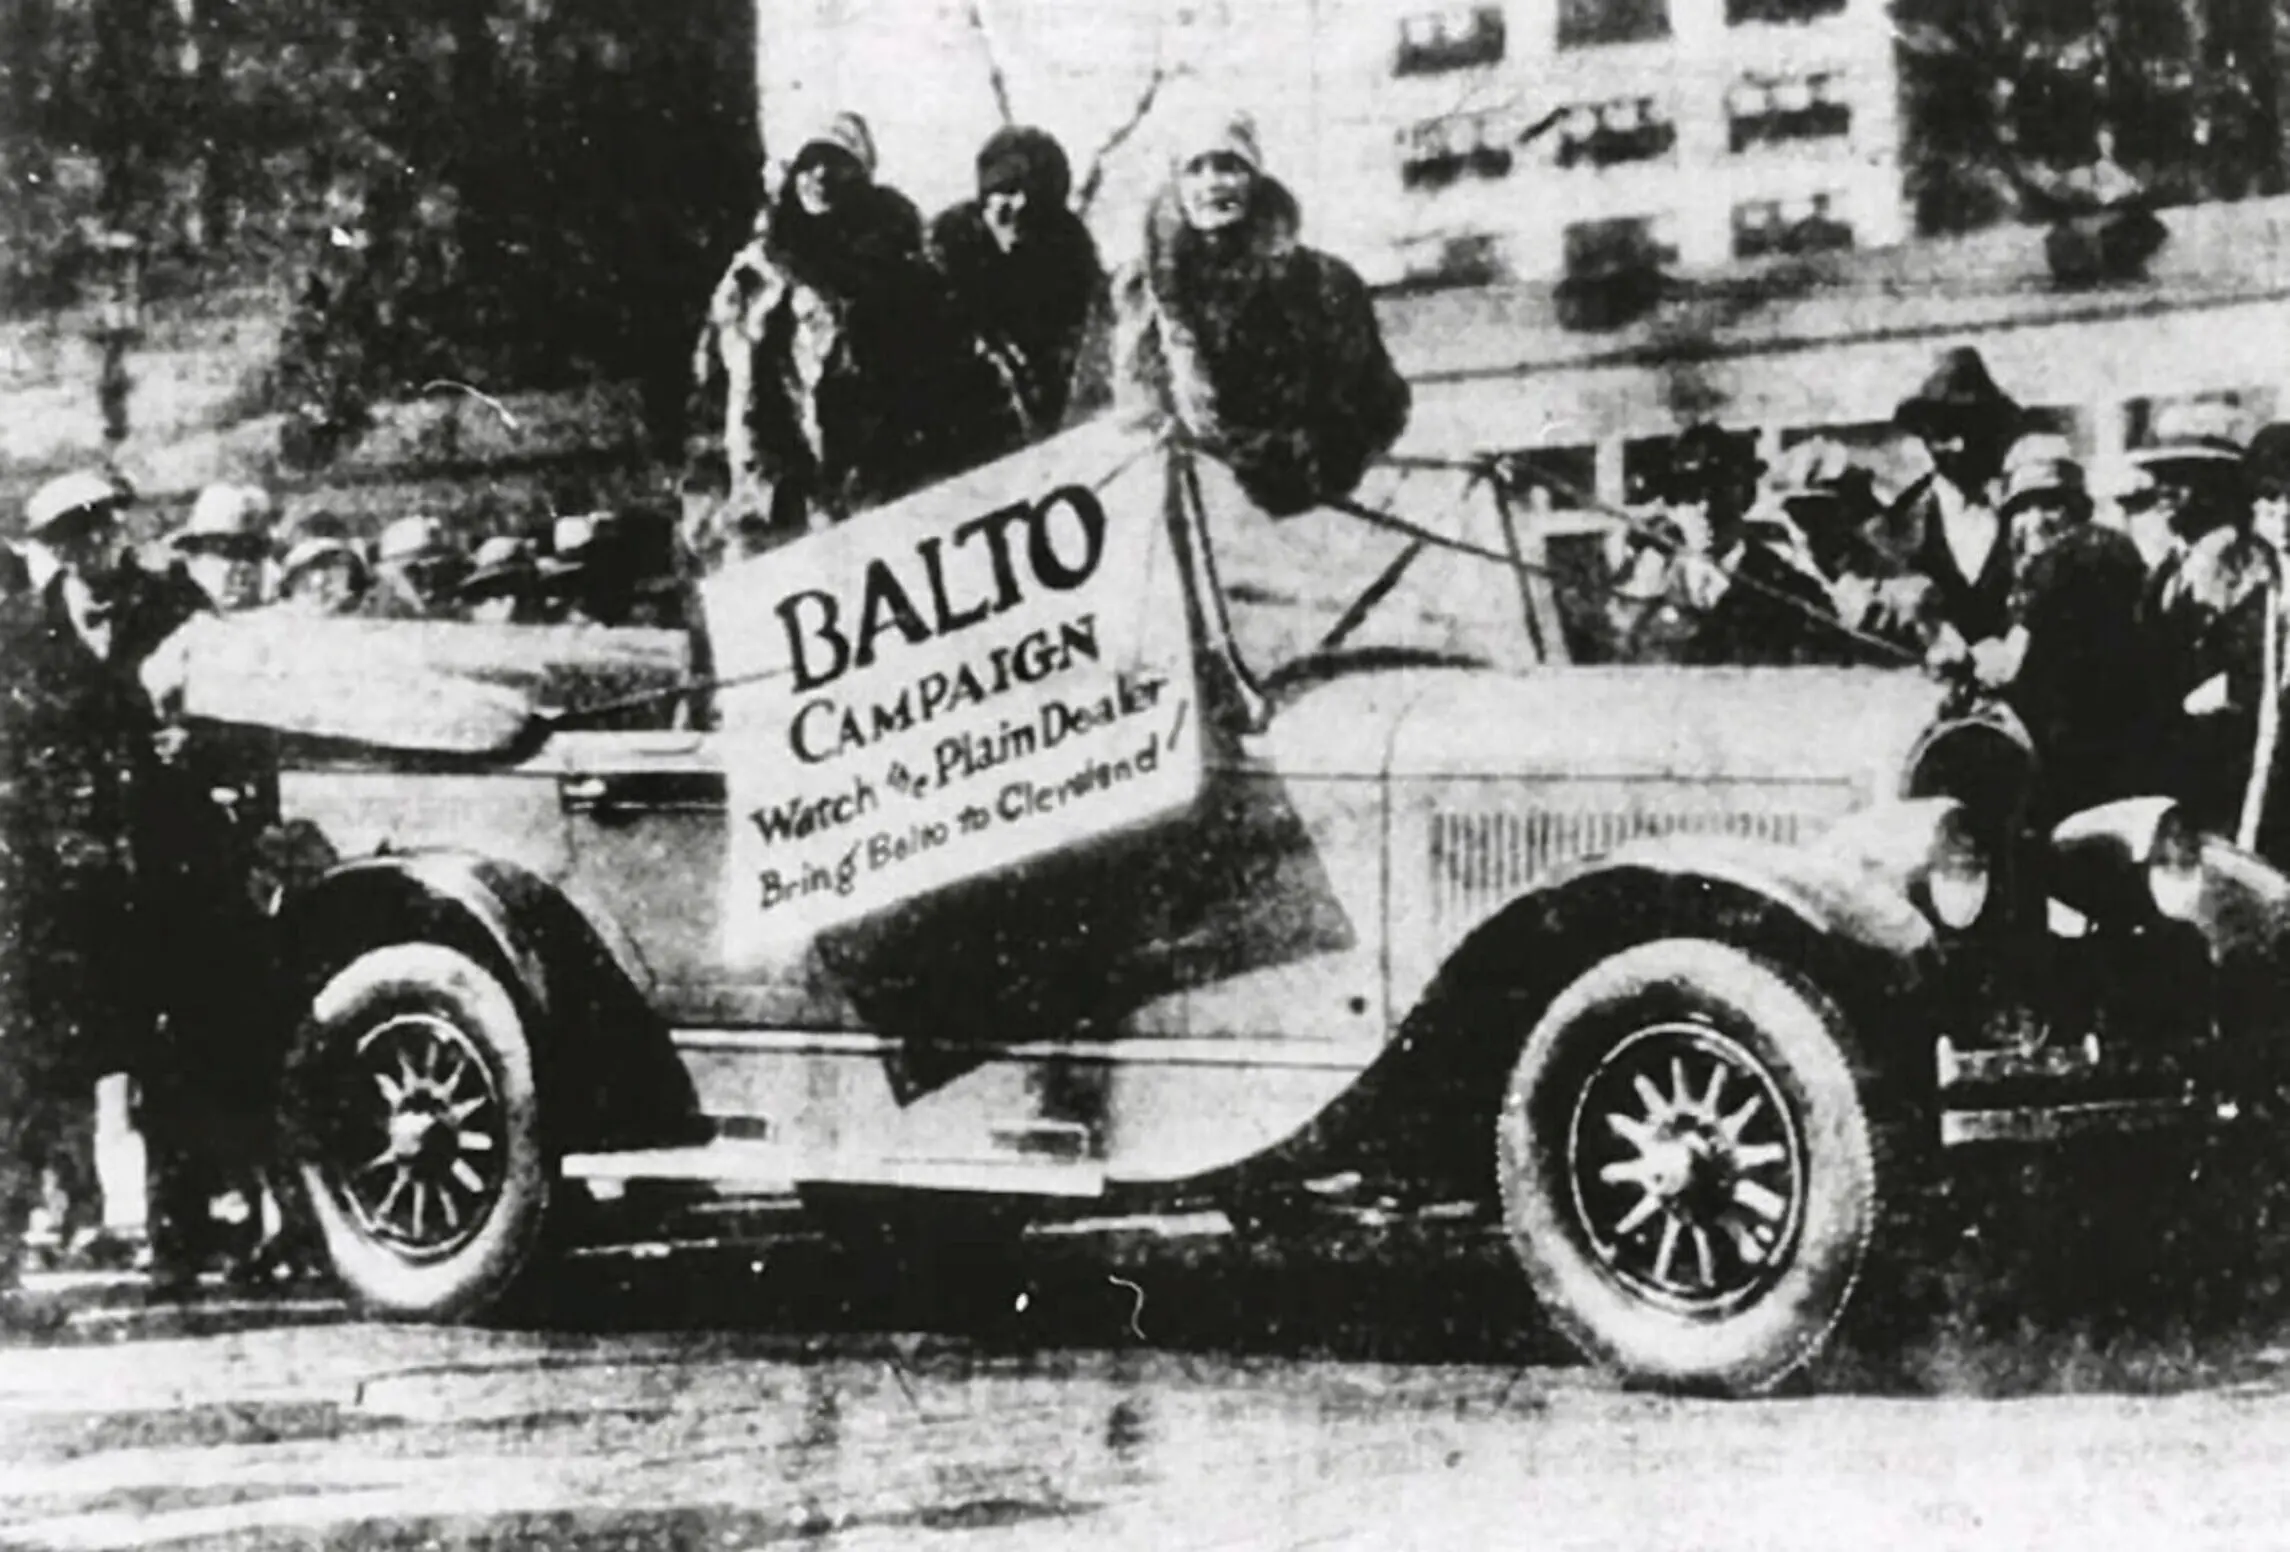 BALTO
CAMPAIGN
Watch the Plain Dealer
Bring Balto to Cleveland!